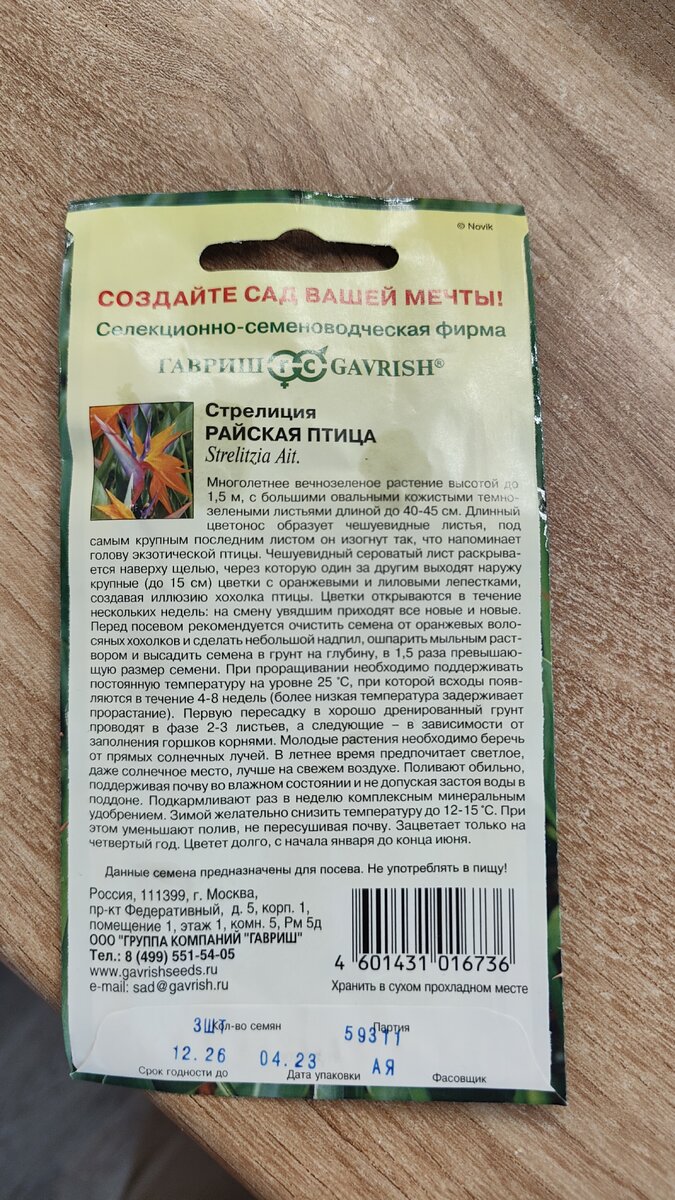 © Novik
СОЗДАЙТЕ САД ВАШЕЙ МЕЧТЫ!
Селекционно-семеноводческая фирма
ГАВРИШ ГС GAVRISH®
Стрелиция
РАЙСКАЯ ПТИЦА
Strelitzia Ait.
Многолетнее вечнозеленое растение высотой до
1,5 м, с большими овальными кожистыми темно-
зелеными листьями длиной до 40-45 см. Длинный
цветонос образует чешуевидные листья, под
самым крупным последним листом он изогнут так, что напоминает
голову экзотической птицы. Чешуевидный сероватый лист раскрыва-
ется наверху щелью, через которую один за другим выходят наружу
крупные (до 15 см) цветки с оранжевыми и лиловыми лепестками,
создавая иллюзию хохолка птицы. Цветки открываются в течение
нескольких недель: на смену увядшим приходят все новые и новые.
Перед посевом рекомендуется очистить семена от оранжевых воло-
сяных хохолков и сделать небольшой надпил, ошпарить мыльным раст-
вором и высадить семена в грунт на глубину, в 1,5 раза превышаю-
щую размер семени. При проращивании необходимо поддерживать
постоянную температуру на уровне 25 °С, при которой всходы появ-
ляются в течение 4-8 недель (более низкая температура задерживает
прорастание). Первую пересадку в хорошо дренированный грунт
проводят в фазе 2-3 листьев, а следующие – в зависимости от
заполнения горшков корнями. Молодые растения необходимо беречь
от прямых солнечных лучей. В летнее время предпочитает светлое,
даже солнечное место, лучше на свежем воздухе. Поливают обильно,
поддерживая почву во влажном состоянии и не допуская застоя воды в
поддоне. Подкармливают раз в неделю комплексным минеральным
удобрением. Зимой желательно снизить температуру до 12-15 °С. При
этом уменьшают полив, не пересушивая почву. Зацветает только на
четвертый год. Цветет долго, с начала января до конца июня.
Данные семена предназначены для посева. Не употреблять в пищу!
Россия, 111399, г. Москва,
пр-кт Федеративный, д. 5, корп. 1,
помещение 1, этаж 1, комн. 5, Рм 5д
ООО "ГРУППА КОМПАНИЙ "ГАВРИШ"
Тел.: 8 (499) 551-54-05
www.gavrishseeds.ru
e-mail: sad@gavrish.ru
4 601431 016736
Хранить в сухом прохладном месте
3ШТ Кол-во семян 59311 Партия
12.26 04.23 АЯ
Срок годности до Дата упаковки Фасовщик